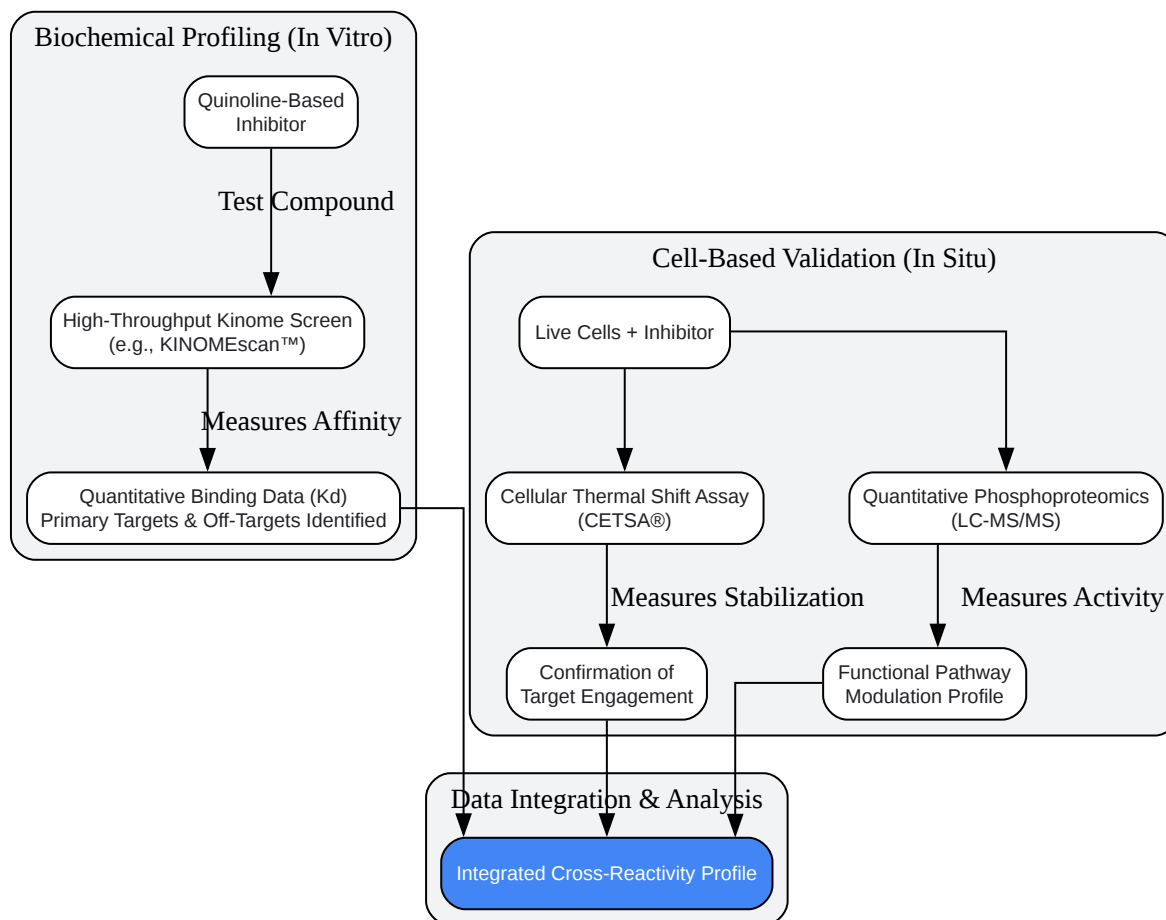 Biochemical Profiling (In Vitro)
Quinoline-Based
Inhibitor
Test Compound
High-Throughput Kinome Screen
(e.g., KINOMEscan™)
Measures Affinity
Quantitative Binding Data (Kd)
Primary Targets & Off-Targets Identified
Cell-Based Validation (In Situ)
Live Cells + Inhibitor
Cellular Thermal Shift Assay
(CETSA®)
Quantitative Phosphoproteomics
(LC-MS/MS)
Measures Stabilization
Measures Activity
Confirmation of
Target Engagement
Functional Pathway
Modulation Profile
Data Integration & Analysis
Integrated Cross-Reactivity Profile